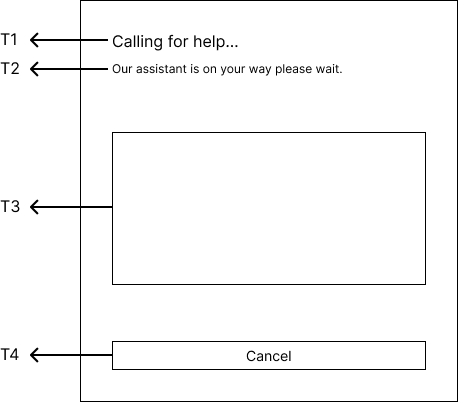 T1
Calling for help...
T2
Our assistant is on your way please wait.
T3
T4
Cancel